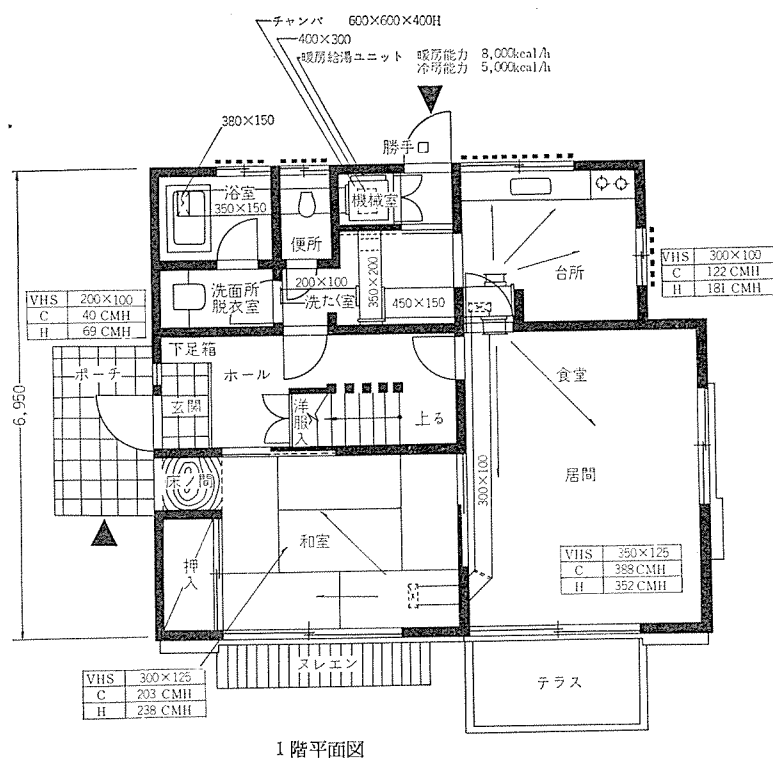 チャンバ 600×600×400H
400×300
暖房給湯ユニット 暖房能力 8,000kcal/h
冷房能力 5,000kcal/h
380×150
勝手口
浴室
350×150
便所
機械室
台所
VHS 300×100
C 122 CMH
H 181 CMH
洗面所
脱衣室
200×100
洗たく室
350×200
450×150
VHS 200×100
C 40 CMH
H 69 CMH
下足箱
ポーチ
ホール
玄関
洋服入
上る
食堂
居間
300×100
6,950
床ノ間
和室
押入
VHS 350×125
C 388 CMH
H 352 CMH
VHS 300×125
C 203 CMH
H 238 CMH
ヌレエン
テラス
1階平面図